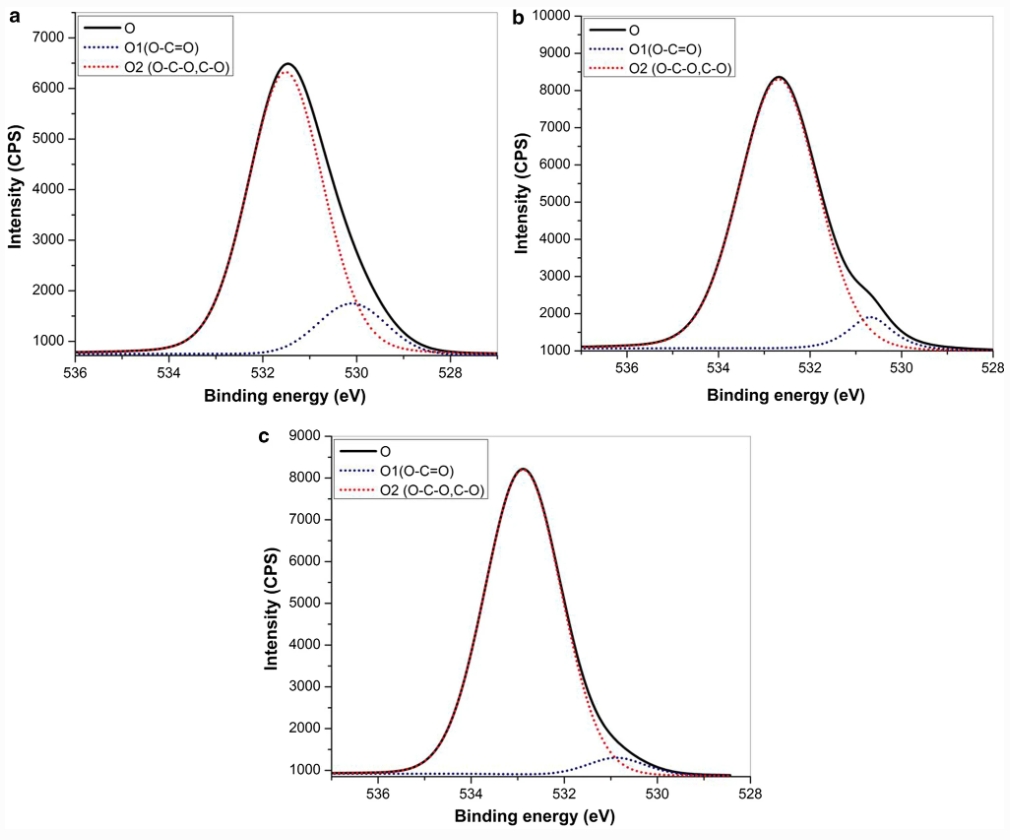 a
O
O1(O-C=O)
O2 (O-C-O,C-O)
7000
6000
5000
4000
3000
2000
1000
Intensity (CPS)
536 534 532 530 528
Binding energy (eV)
b
O
O1(O-C=O)
O2 (O-C-O,C-O)
10000
9000
8000
7000
6000
5000
4000
3000
2000
1000
Intensity (CPS)
536 534 532 530 528
Binding energy (eV)
c
O
O1(O-C=O)
O2 (O-C-O,C-O)
9000
8000
7000
6000
5000
4000
3000
2000
1000
Intensity (CPS)
536 534 532 530 528
Binding energy (eV)